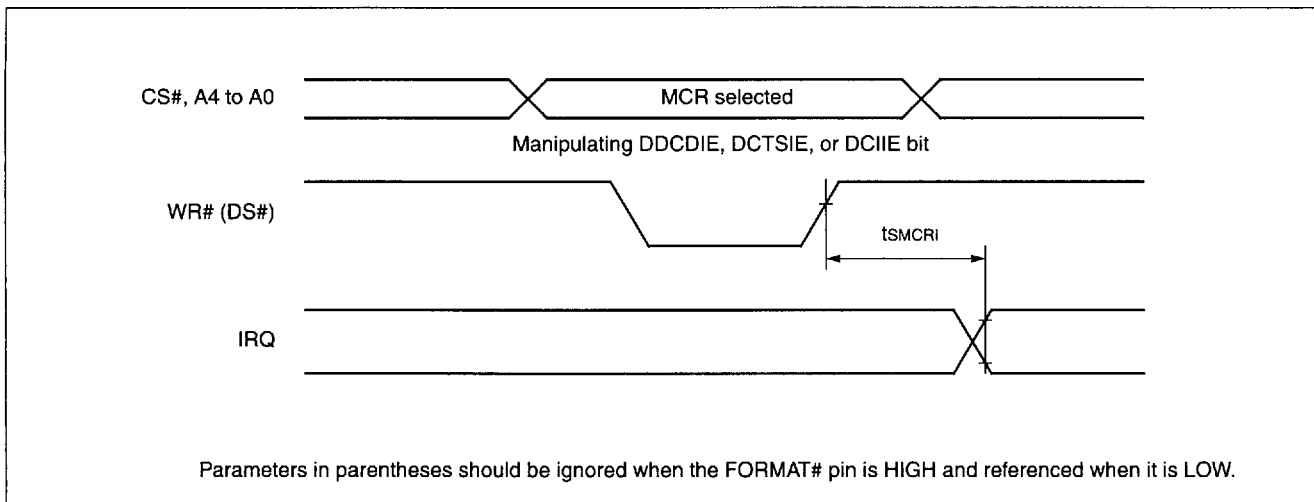 CS#, A4 to A0
MCR selected
Manipulating DDCDIE, DCTSIE, or DCIIE bit
WR# (DS#)
tSMCRI
IRQ
Parameters in parentheses should be ignored when the FORMAT# pin is HIGH and referenced when it is LOW.